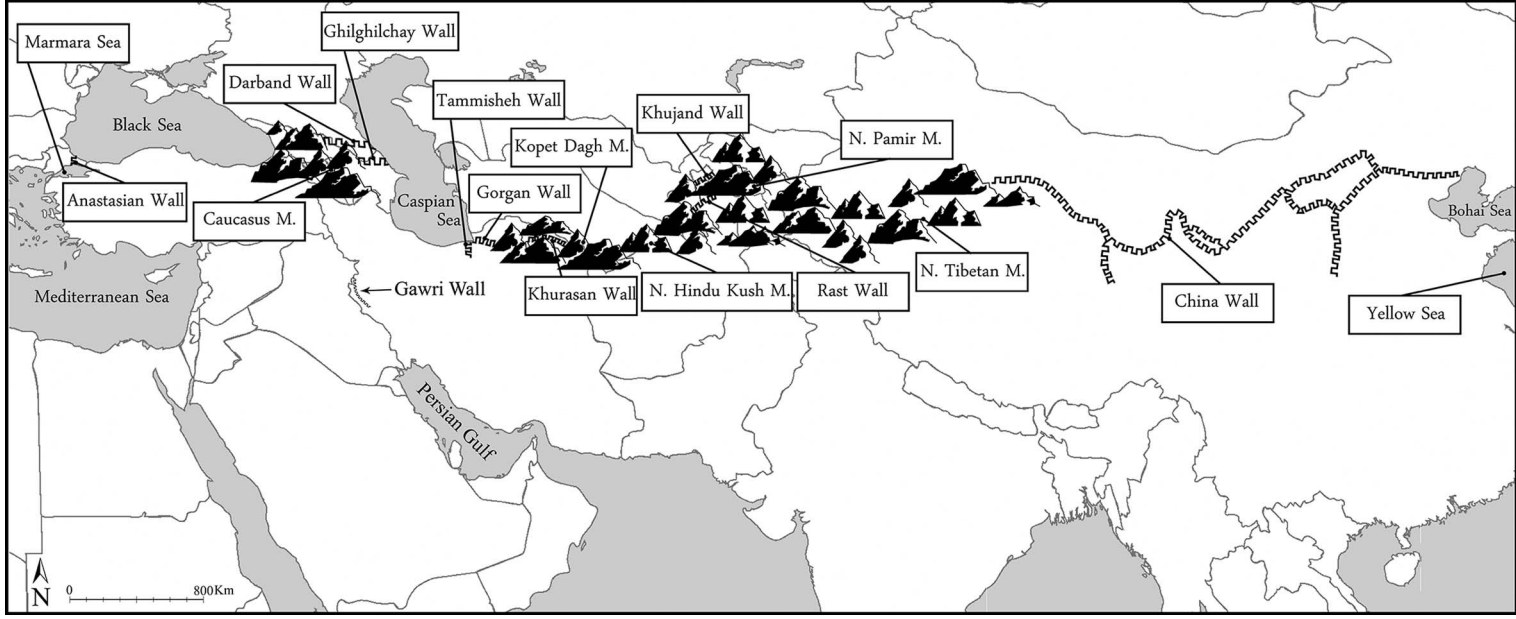 Marmara Sea
Ghilghilchay Wall
Darband Wall
Tammisheh Wall
Khujand Wall
Black Sea
Kopet Dagh M.
N. Pamir M.
Anastasian Wall
Caucasus M.
Caspian
Sea
Gorgan Wall
Bohai Sea
Mediterranean Sea
Gawri Wall
Khurasan Wall
N. Hindu Kush M.
Rast Wall
N. Tibetan M.
China Wall
Yellow Sea
Persian Gulf
N
0
800Km